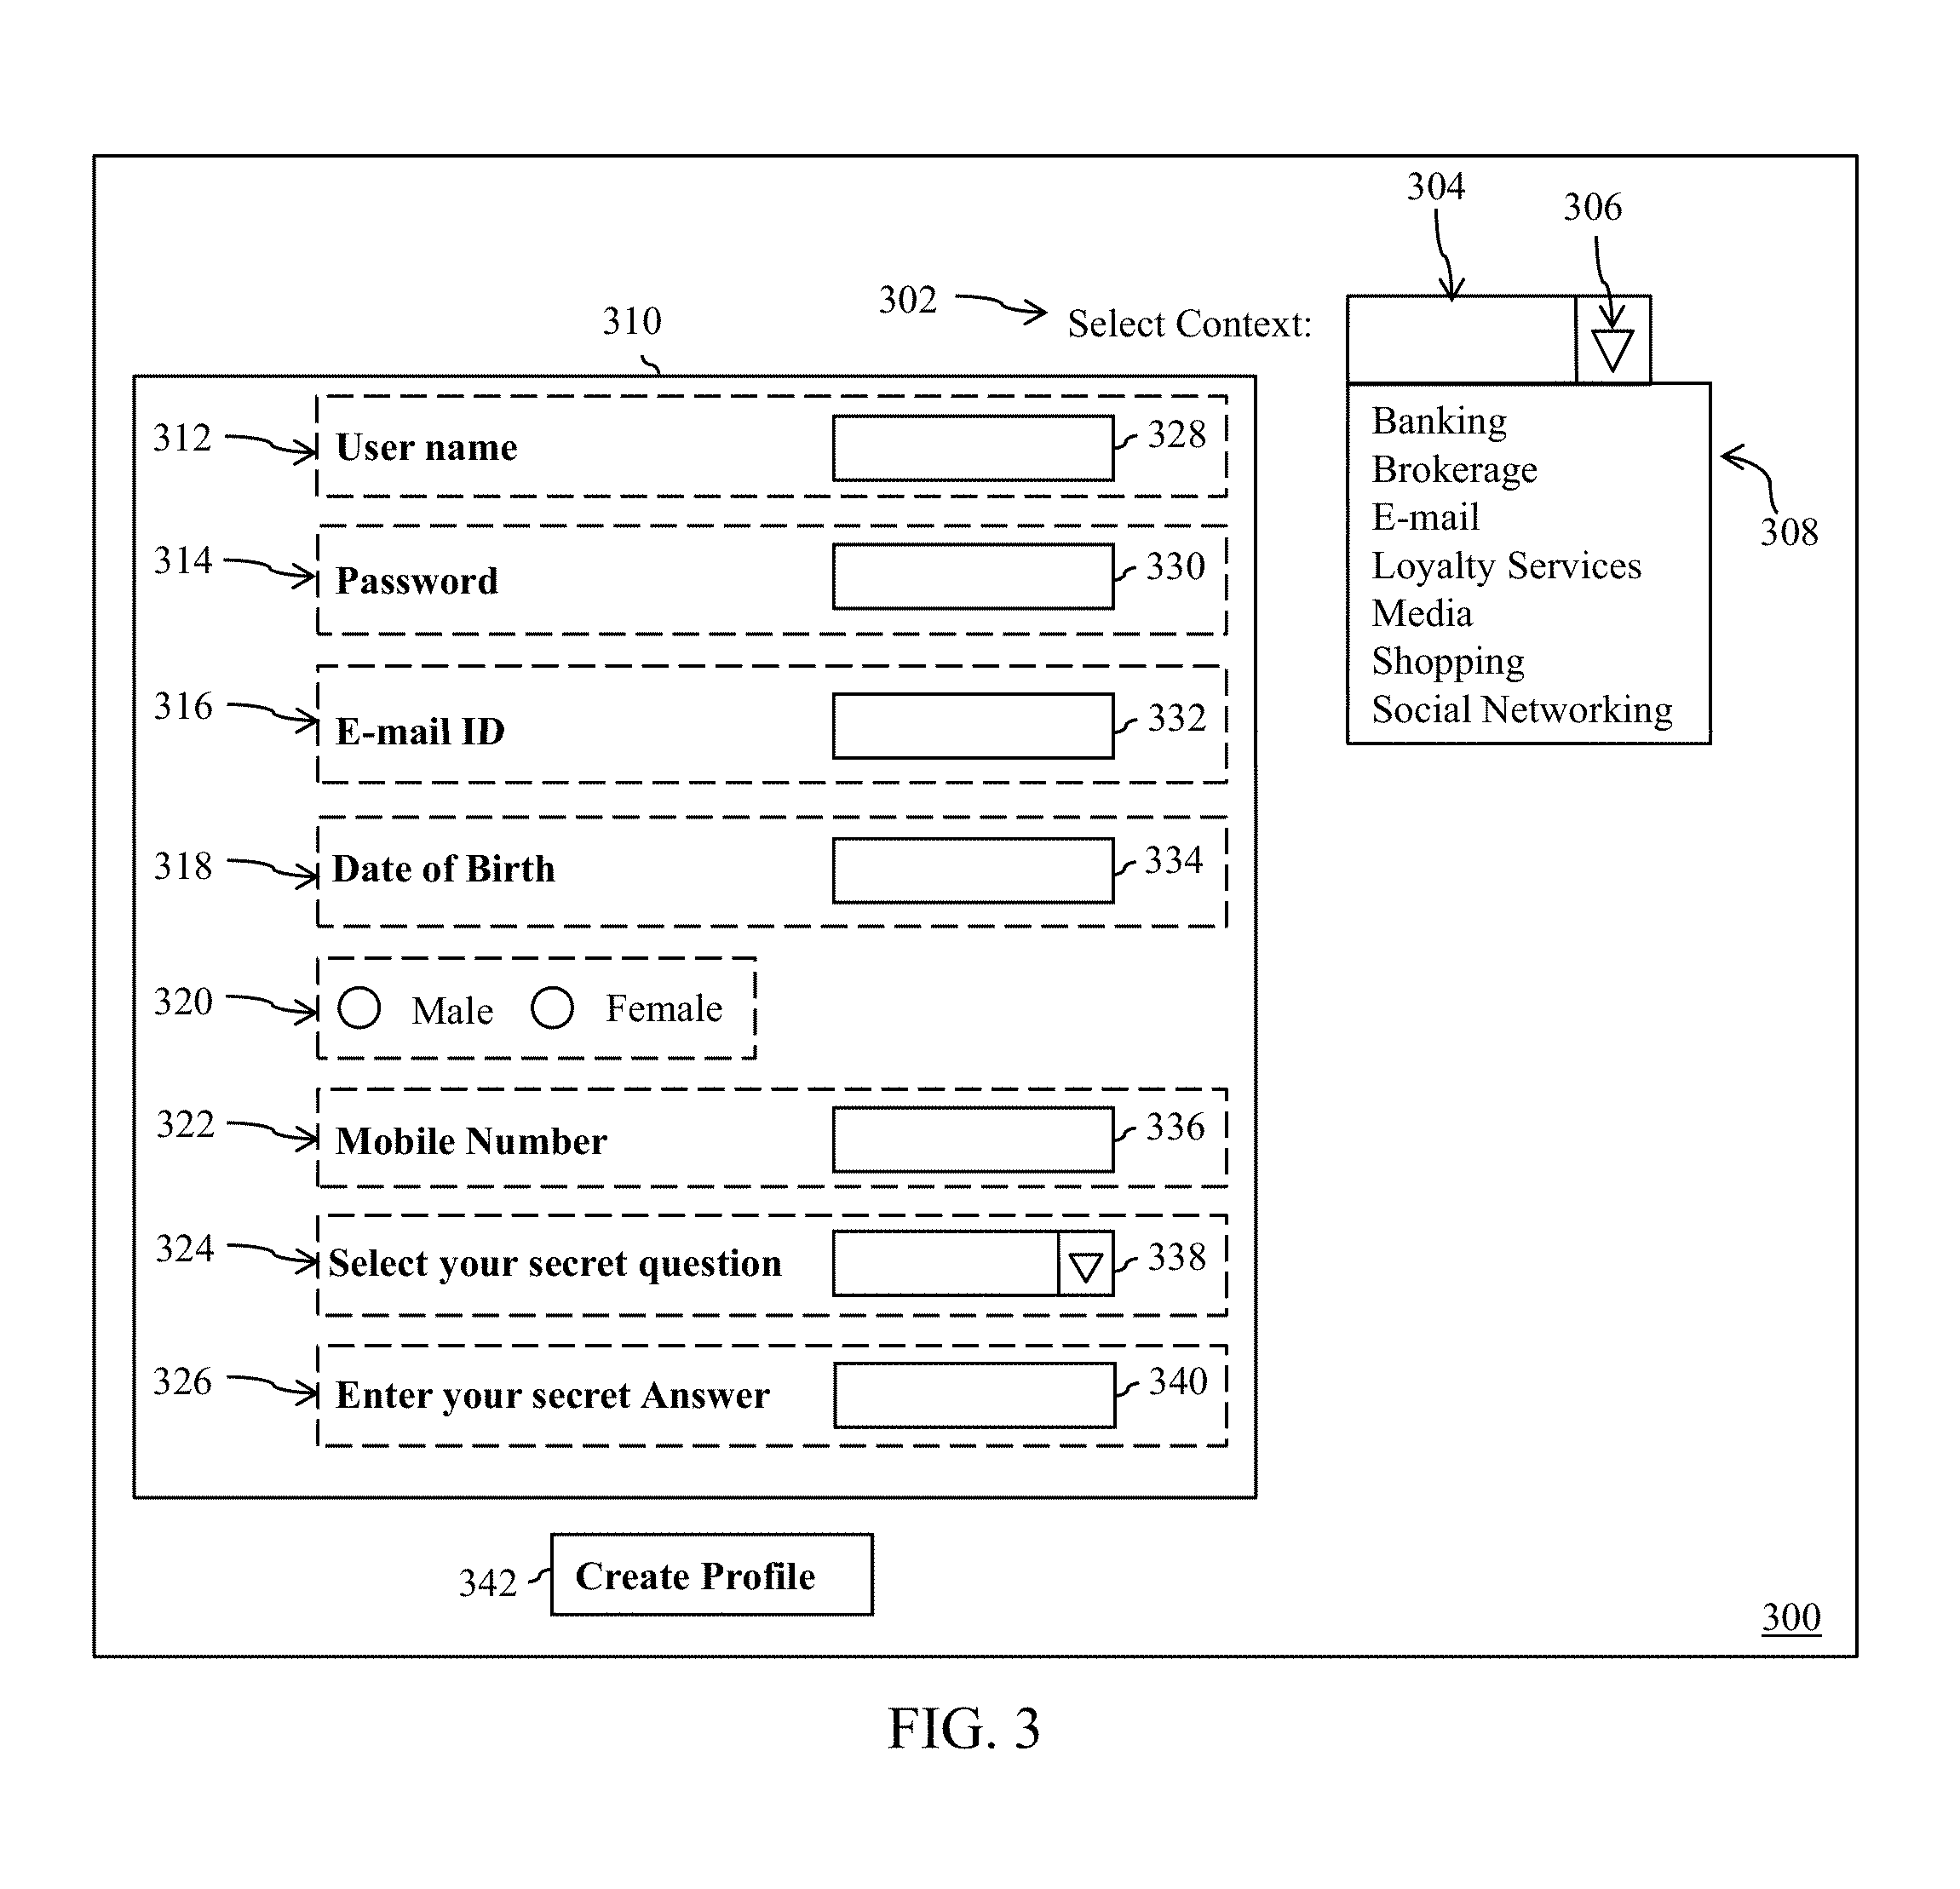 304
306
302
Select Context:
310
312
User name
328
314
Password
330
316
E-mail ID
332
318
Date of Birth
334
320
Male
Female
322
Mobile Number
336
324
Select your secret question
338
326
Enter your secret Answer
340
Banking
Brokerage
E-mail
Loyalty Services
Media
Shopping
Social Networking
308
342
Create Profile
300
FIG. 3